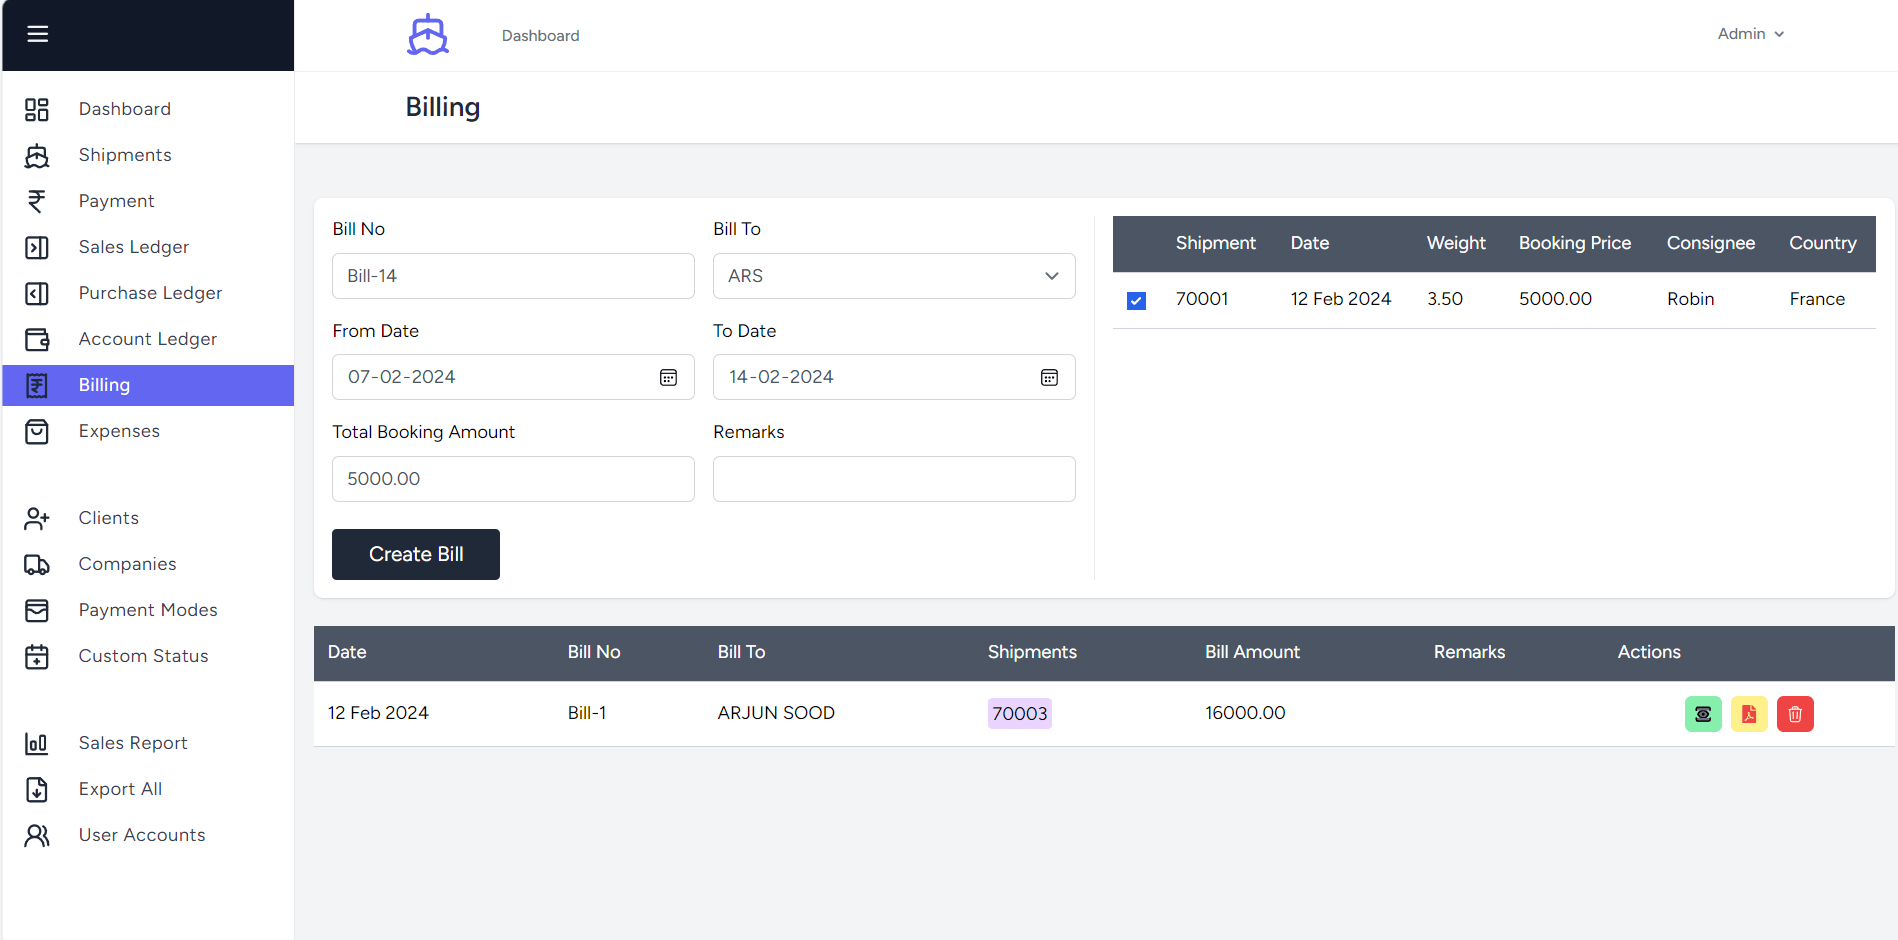 Dashboard
Admin
Billing
Dashboard
Shipments
Payment
Sales Ledger
Purchase Ledger
Account Ledger
Billing
Expenses
Clients
Companies
Payment Modes
Custom Status
Sales Report
Export All
User Accounts
Bill No
Bill To
Bill-14
ARS
From Date
To Date
07-02-2024
14-02-2024
Total Booking Amount
Remarks
5000.00
Create Bill
Shipment Date Weight Booking Price Consignee Country
70001 12 Feb 2024 3.50 5000.00 Robin France
Date Bill No Bill To Shipments Bill Amount Remarks Actions
12 Feb 2024 Bill-1 ARJUN SOOD 70003 16000.00